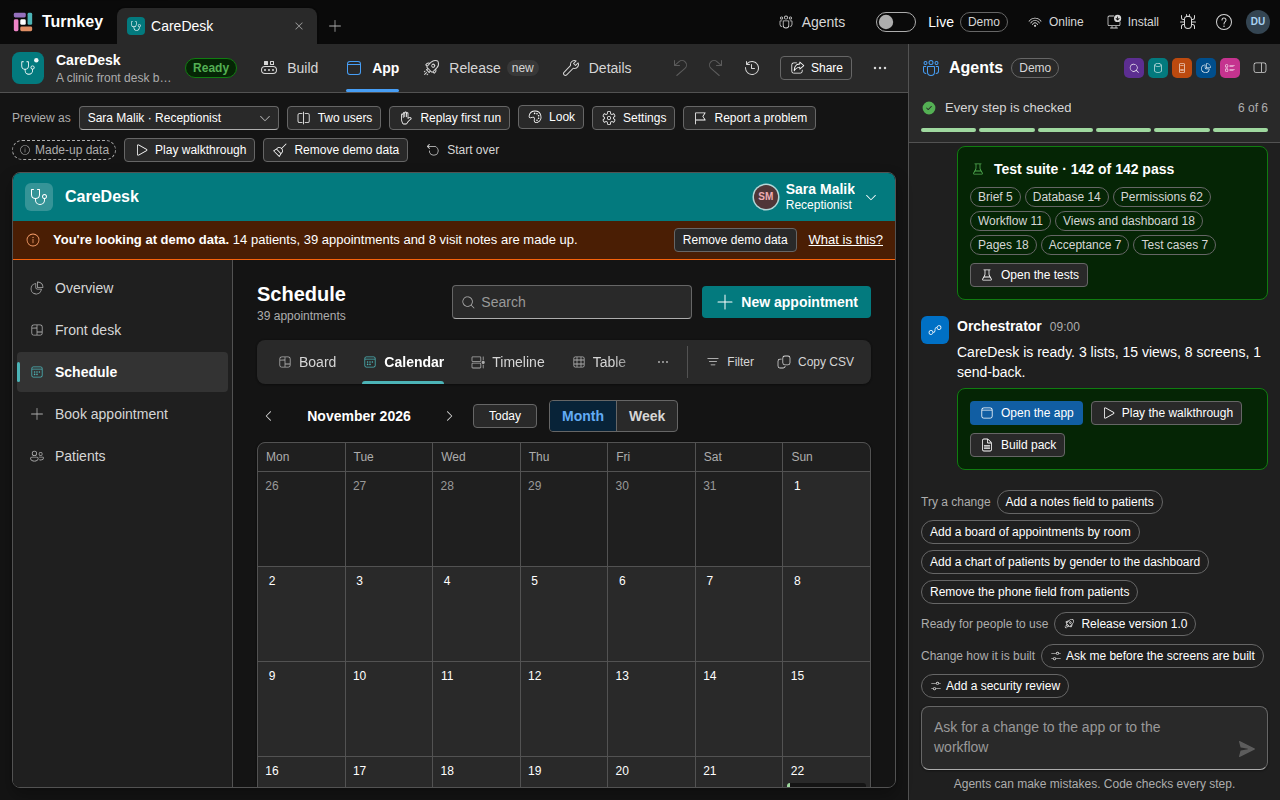 Turnkey
CareDesk
Agents
Live
Demo
Online
Install
DU
CareDesk
A clinic front desk b...
Ready
Build
App
Release
new
Details
Share
Agents
Demo
Preview as
Sara Malik · Receptionist
Two users
Replay first run
Look
Settings
Report a problem
Made-up data
Play walkthrough
Remove demo data
Start over
Every step is checked
6 of 6
CareDesk
SM
Sara Malik
Receptionist
You're looking at demo data. 14 patients, 39 appointments and 8 visit notes are made up.
Remove demo data
What is this?
Overview
Front desk
Schedule
Book appointment
Patients
Schedule
39 appointments
Search
New appointment
Board
Calendar
Timeline
Table
Filter
Copy CSV
November 2026
Today
Month
Week
Mon Tue Wed Thu Fri Sat Sun
26 27 28 29 30 31 1
2 3 4 5 6 7 8
9 10 11 12 13 14 15
16 17 18 19 20 21 22
Test suite · 142 of 142 pass
Brief 5
Database 14
Permissions 62
Workflow 11
Views and dashboard 18
Pages 18
Acceptance 7
Test cases 7
Open the tests
Orchestrator 09:00
CareDesk is ready. 3 lists, 15 views, 8 screens, 1
send-back.
Open the app
Play the walkthrough
Build pack
Try a change
Add a notes field to patients
Add a board of appointments by room
Add a chart of patients by gender to the dashboard
Remove the phone field from patients
Ready for people to use
Release version 1.0
Change how it is built
Ask me before the screens are built
Add a security review
Ask for a change to the app or to the
workflow
Agents can make mistakes. Code checks every step.